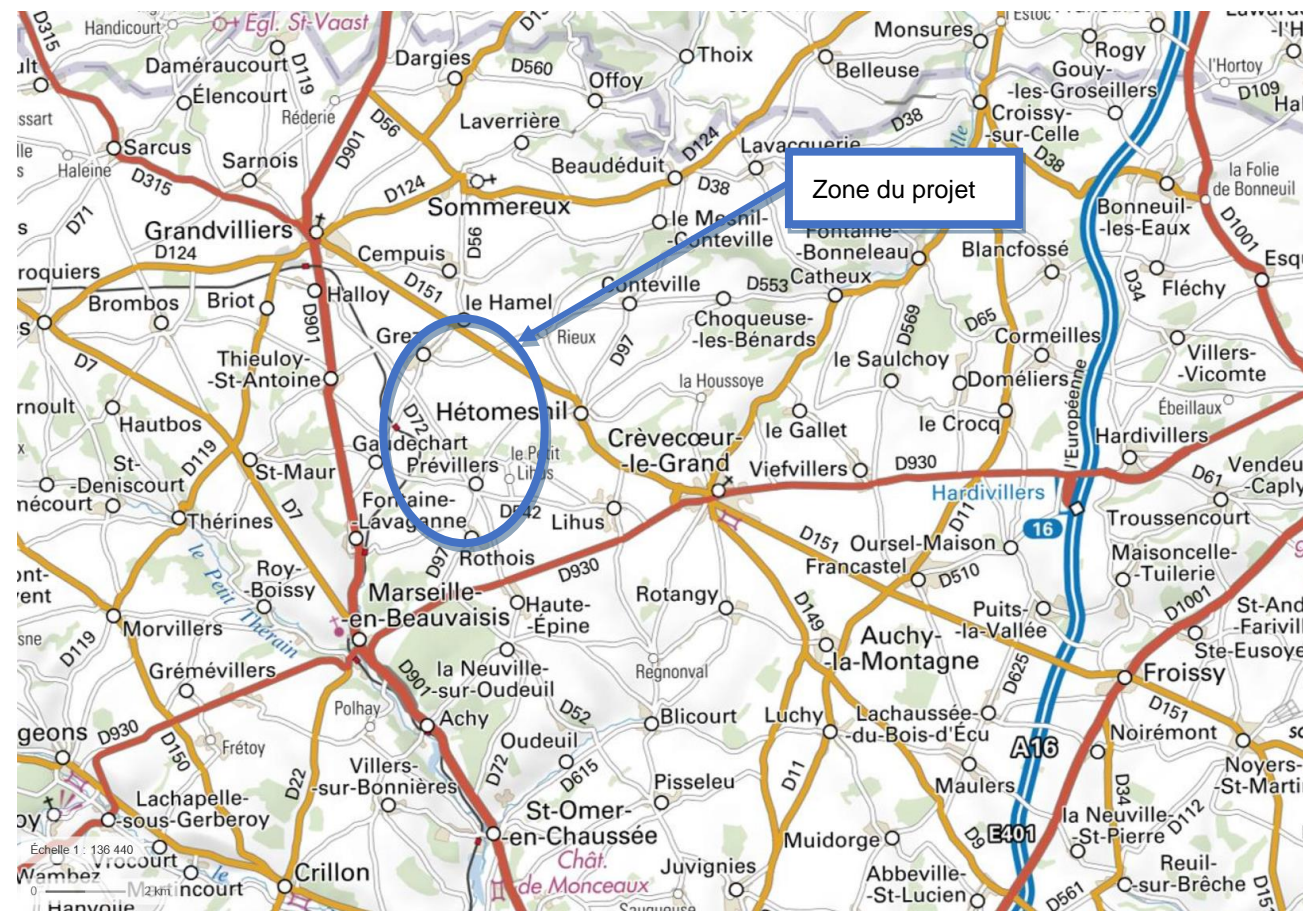 Handicourt
Egl. St-Vaast
D315
Daméraucourt
D119
Dargies
D560
Offoy
Thoix
Monsures
Belleuse
Rogy
Gouy-
-les-Groseillers
l'Hortoy
D109
Élencourt
Réderie
D56
D901
Laverrière
Croissy-
-sur-Celle
D38
Sarcus
Haleine
D315
Sarnois
D124
Beaudéduit
D124
Lavacquerie
D38
D38
la Folie
de Bonneuil
Zone du projet
D71
Grandvilliers
D124
Sommereux
D56
le Mesnil-
-Conteville
Fontaine-
-Bonneleau
Blancfossé
Bonneuil-
-les-Eaux
D1001
Cempuis
D151
Brombos
Briot
Halloy
D901
le Hamel
Conteville
D553
Catheux
D569
D65
D34
Fléchy
Grez
Rieux
D97
Choqueuse-
-les-Bénards
Cormeilles
D7
Thieuloy-
-St-Antoine
le Saulchoy
Doméliers
Villers-
-Vicomte
la Houssoye
l'Européenne
Ébeillaux
Hautbos
D119
D72
Hétomesnil
Crèvecœur-
-le-Grand
le Gallet
le Crocq
Hardivillers
St-
-Deniscourt
St-Maur
Gaudechart
Prévillers
le Petit
Lihus
Viefvillers
D930
Hardivillers
16
D61
Thérines
D7
Fontaine-
-Lavaganne
D542
Lihus
D11
Troussencourt
D97
Rothois
D930
D151
Oursel-Maison
Francastel
D510
Maisoncelle-
-Tuilerie
le Petit Thérain
Roy-
-Boissy
Marseille-
-en-Beauvaisis
Haute-
-Épine
Rotangy
D149
Puits-
-la-Vallée
D1001
Morvillers
D119
Auchy-
-la-Montagne
Grémévillers
D901
la Neuville-
-sur-Oudeuil
Regnonval
D625
Froissy
Polhay
D151
D930
D150
Frétoy
Achy
D52
Blicourt
Luchy
Lachaussée-
-du-Bois-d'Écu
A16
Noirémont
Oudeuil
D22
Villers-
-sur-Bonnières
D72
D615
Pisseleu
D11
Maulers
D34
Noyers-
Lachapelle-
-sous-Gerberoy
St-Omer-
-en-Chaussée
Muidorge
D9
E401
la Neuville-
-St-Pierre
D112
Échelle 1 : 136 440
Crillon
Chât.
de Monceaux
Juvignies
Abbeville-
-St-Lucien
Reuil-
-sur-Brêche
D561
0
2 km